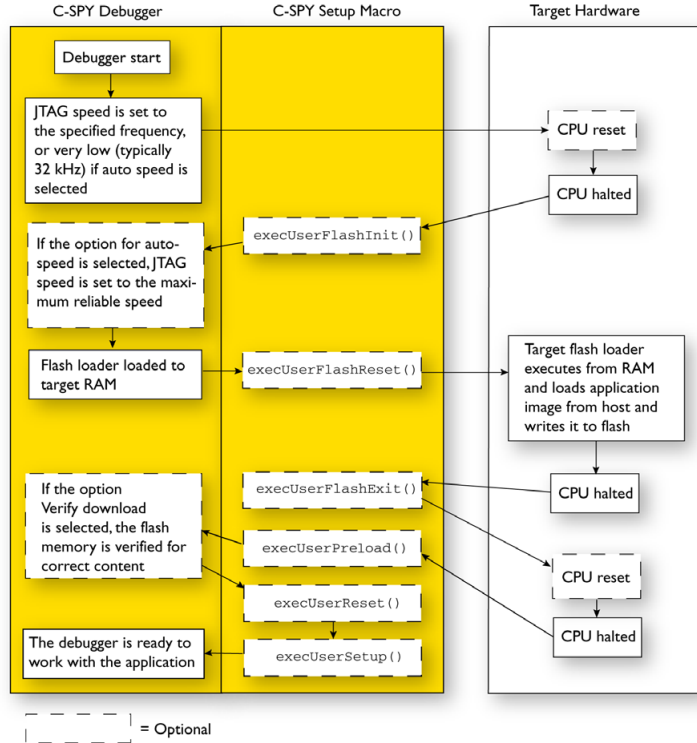 C-SPY Debugger
C-SPY Setup Macro
Target Hardware
Debugger start
JTAG speed is set to
the specified frequency,
or very low (typically
32 kHz) if auto speed is
selected
CPU reset
CPU halted
execUserFlashInit()
If the option for auto-
speed is selected, JTAG
speed is set to the maxi-
mum reliable speed
Flash loader loaded to
target RAM
execUserFlashReset()
Target flash loader
executes from RAM
and loads application
image from host and
writes it to flash
CPU halted
execUserFlashExit()
If the option
Verify download
is selected, the flash
memory is verified for
correct content
execUserPreload()
CPU reset
execUserReset()
CPU halted
The debugger is ready to
work with the application
execUserSetup()
= Optional